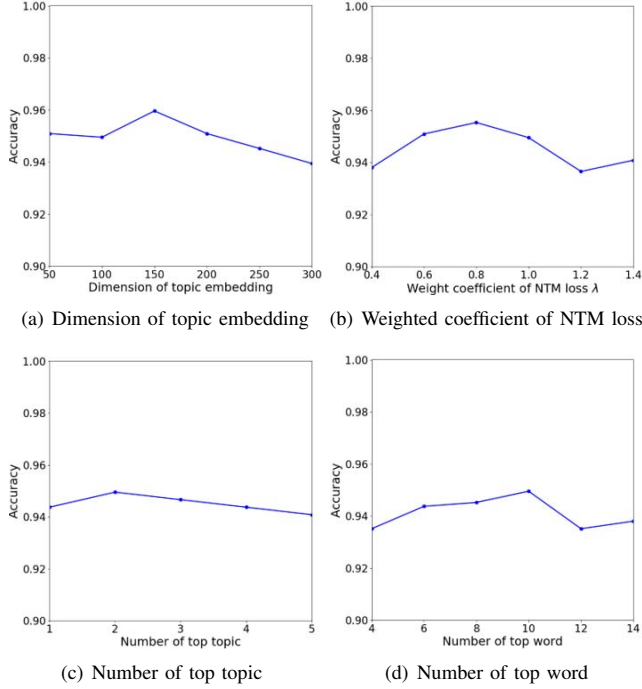 1.00
0.98
0.96
0.94
0.92
0.90
Accuracy
50 100 150 200 250 300
Dimension of topic embedding
(a) Dimension of topic embedding
1.00
0.98
0.96
0.94
0.92
0.90
Accuracy
0.4 0.6 0.8 1.0 1.2 1.4
Weight coefficient of NTM loss λ
(b) Weighted coefficient of NTM loss
1.00
0.98
0.96
0.94
0.92
0.90
Accuracy
1 2 3 4 5
Number of top topic
(c) Number of top topic
1.00
0.98
0.96
0.94
0.92
0.90
Accuracy
4 6 8 10 12 14
Number of top word
(d) Number of top word